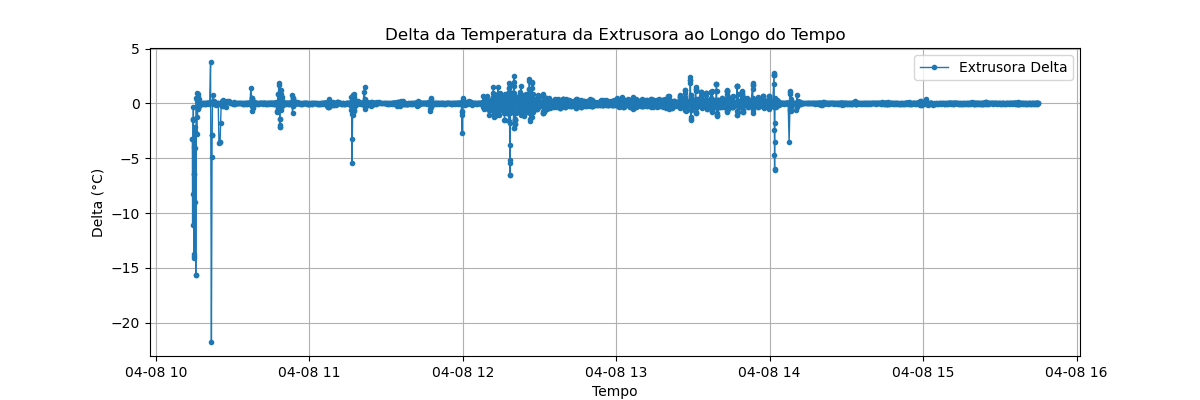 Delta da Temperatura da Extrusora ao Longo do Tempo
Extrusora Delta
Delta (°C)
5
0
−5
−10
−15
−20
04-08 10 04-08 11 04-08 12 04-08 13 04-08 14 04-08 15 04-08 16
Tempo